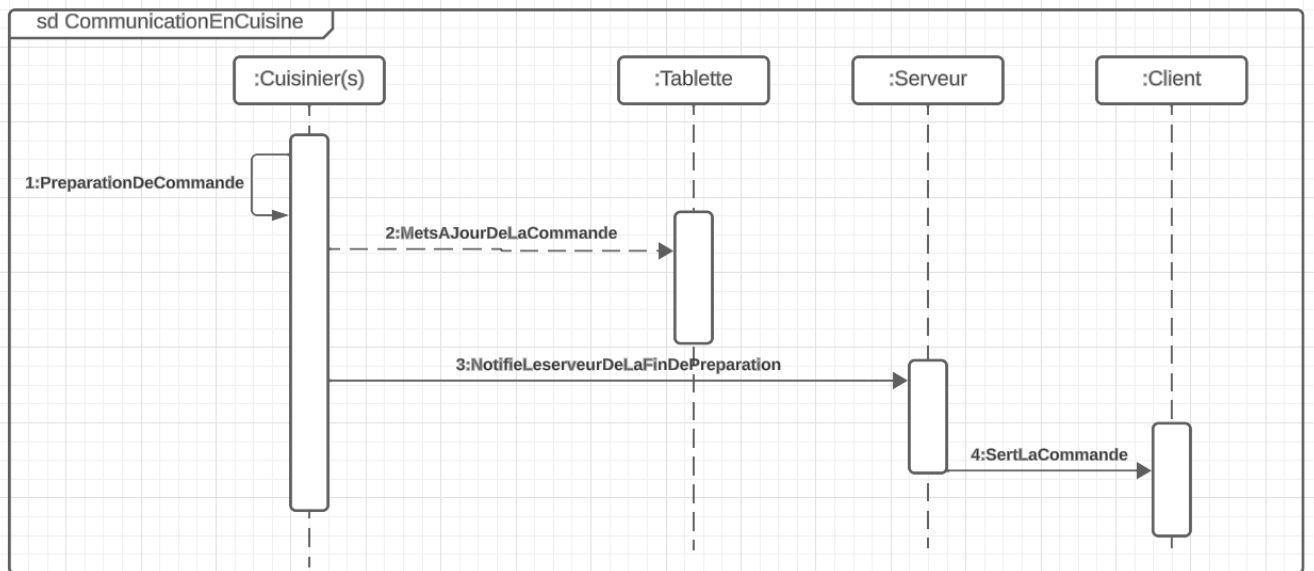 sd CommunicationEnCuisine
:Cuisinier(s)
:Tablette
:Serveur
:Client
1:PreparationDeCommande
2:MetsAJourDeLaCommande
3:NotifieLeserveurDeLaFinDePreparation
4:SertLaCommande